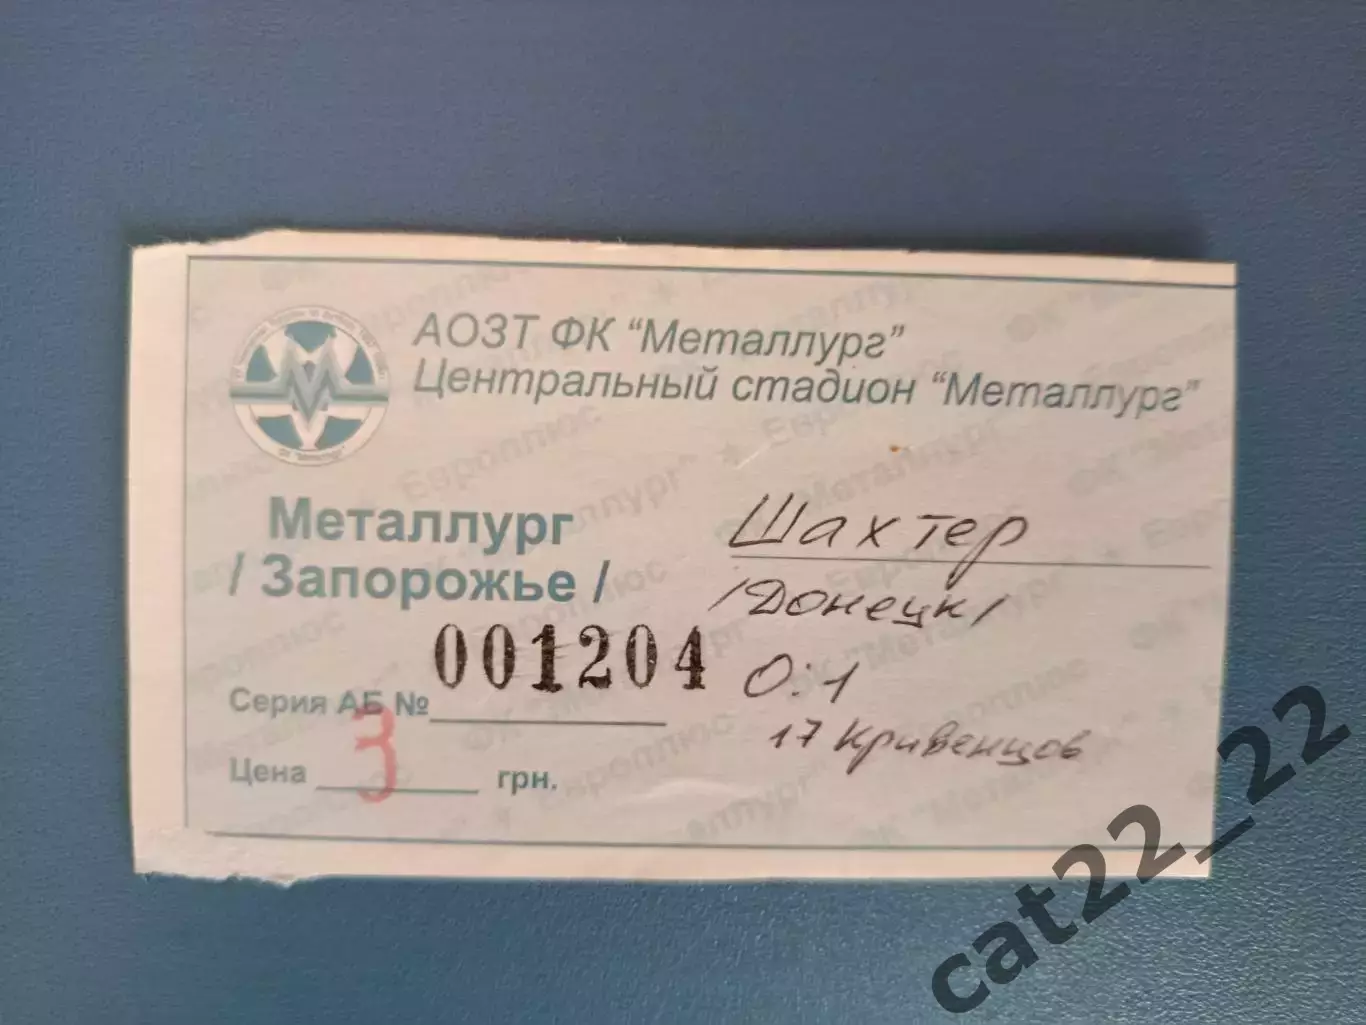 АОЗТ ФК "Металлург"
Центральный стадион "Металлург"
Металлург
/ Запорожье /
Шахтер
/Донецк/
0:1
17 Кривенцов
Серия АБ № 001204
Цена 3 грн.
cat22_22